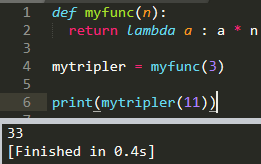 1 def myfunc(n):
2   return lambda a : a * n
3
4 mytripler = myfunc(3)
5
6 print(mytripler(11))
7
33
[Finished in 0.4s]